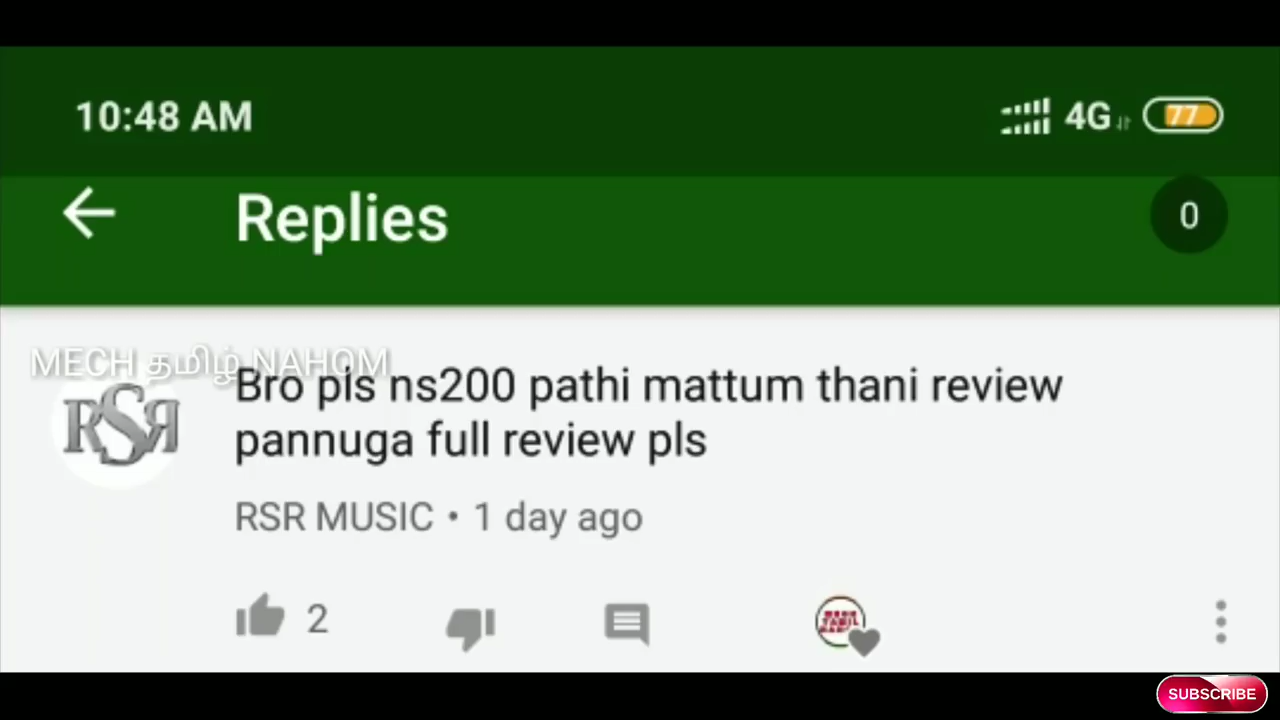 10:48 AM 4G 77
Replies 0
MECH தமிழ் NAHOM
RSR
Bro pls ns200 pathi mattum thani review
pannuga full review pls
RSR MUSIC • 1 day ago
2
SUBSCRIBE